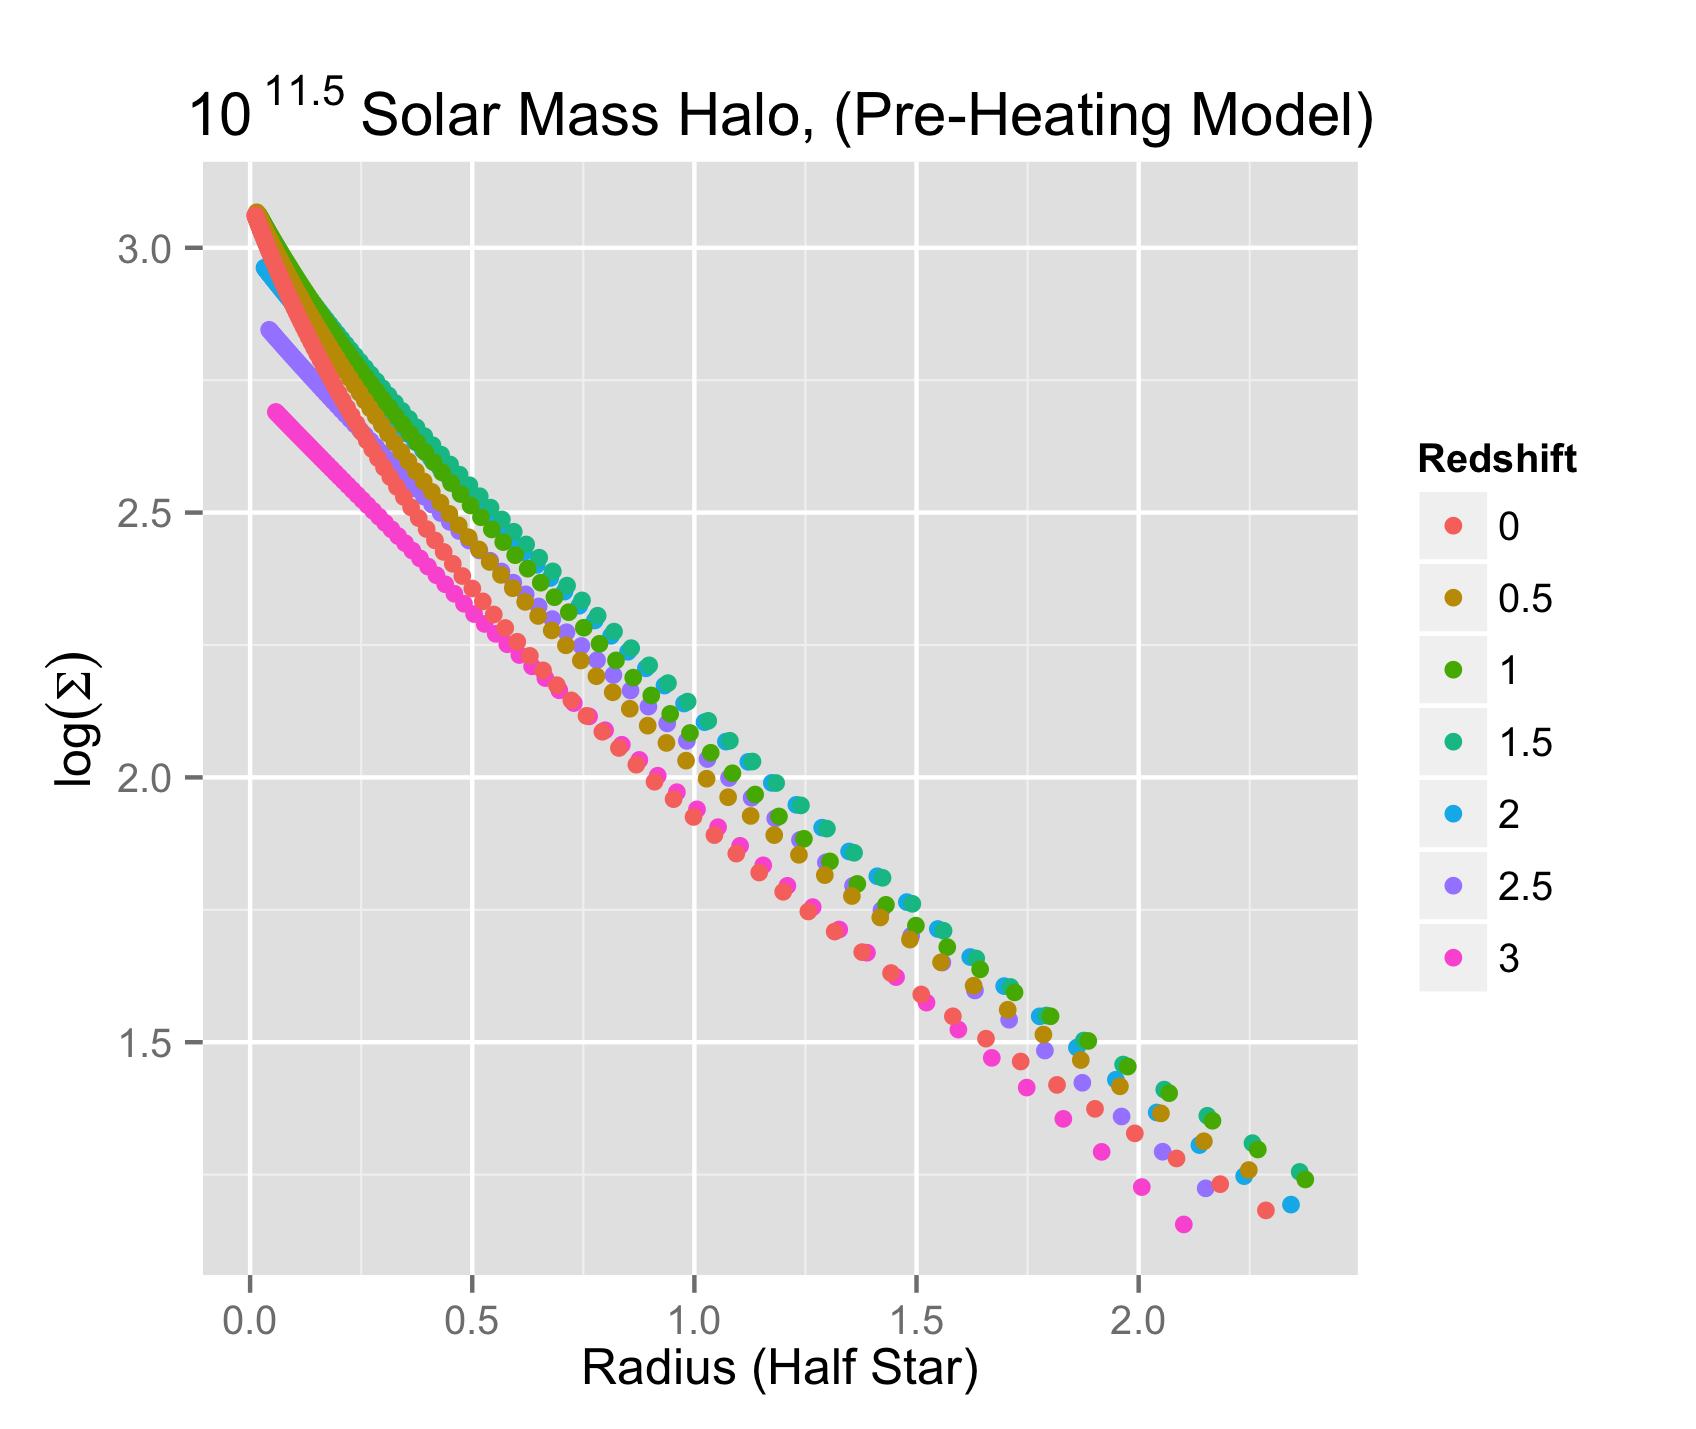 10 11.5 Solar Mass Halo, (Pre-Heating Model)
log(Σ)
3.0
2.5
2.0
1.5
0.0 0.5 1.0 1.5 2.0
Radius (Half Star)
Redshift
0
0.5
1
1.5
2
2.5
3